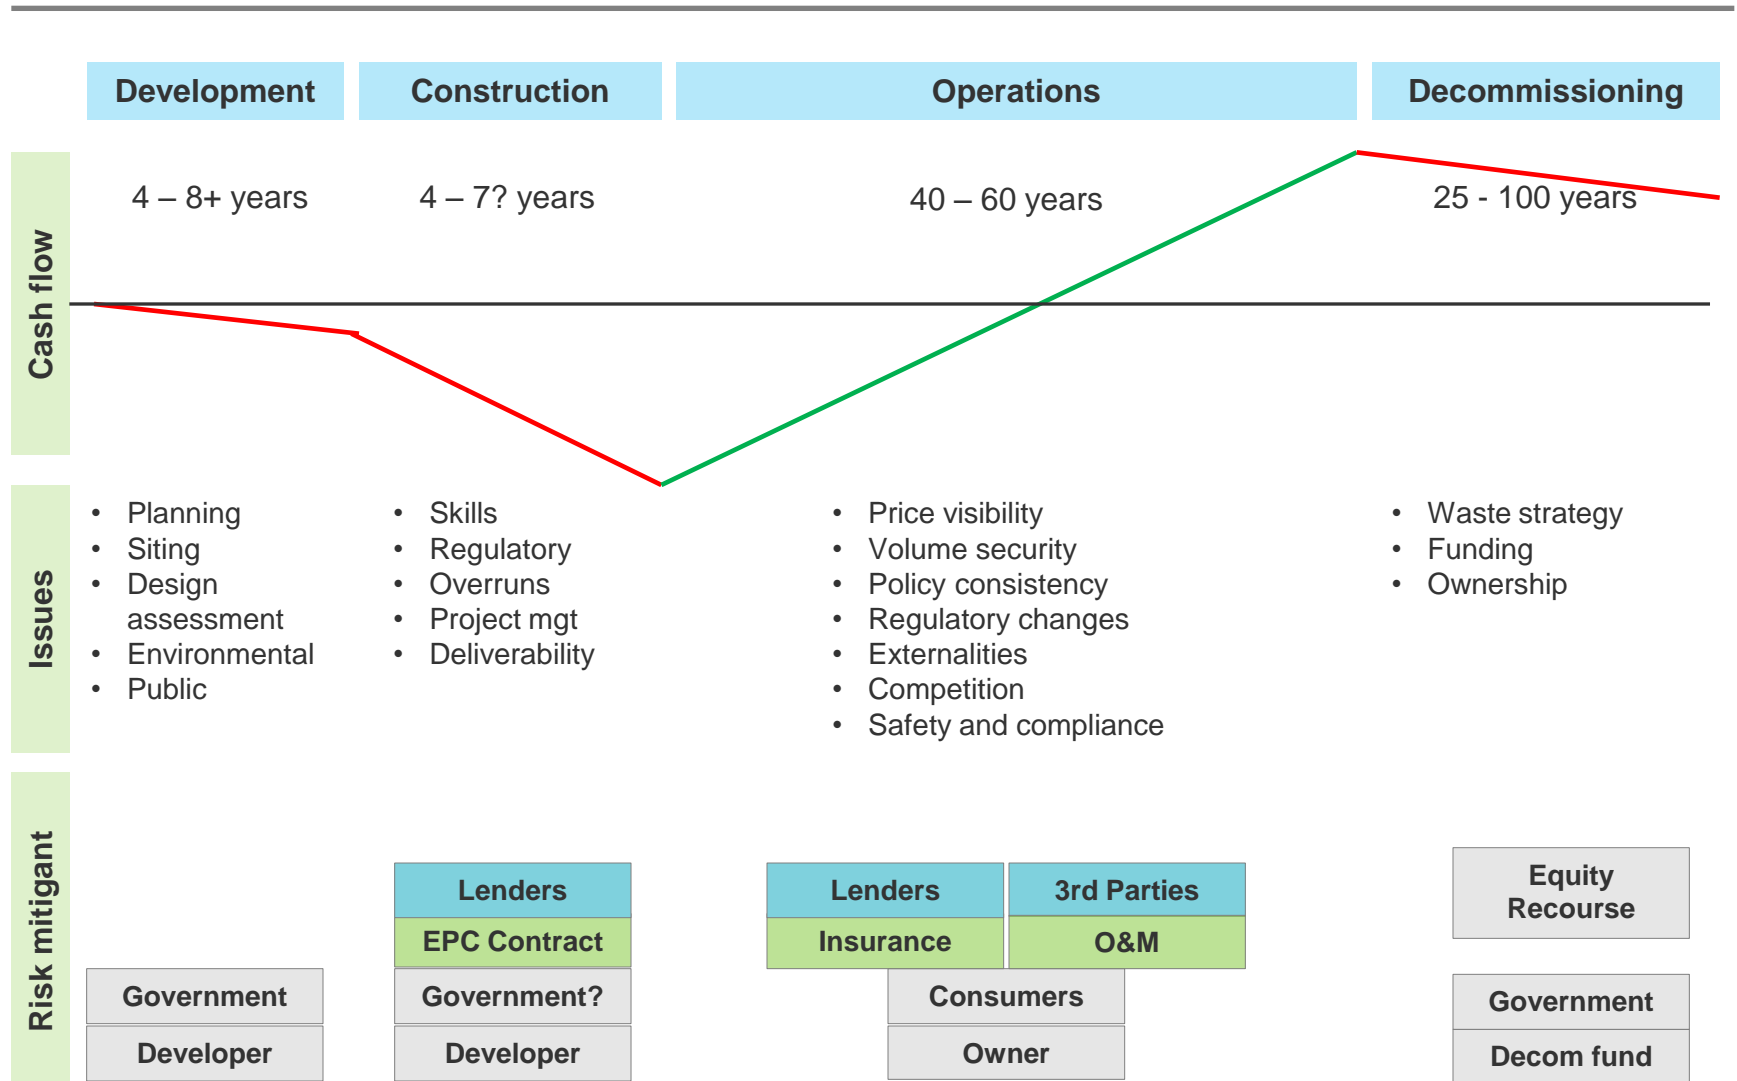 Development
Construction
Operations
Decommissioning
Cash flow
4 – 8+ years
4 – 7? years
40 – 60 years
25 - 100 years
Issues
• Planning
• Siting
• Design
assessment
• Environmental
• Public
• Skills
• Regulatory
• Overruns
• Project mgt
• Deliverability
• Price visibility
• Volume security
• Policy consistency
• Regulatory changes
• Externalities
• Competition
• Safety and compliance
• Waste strategy
• Funding
• Ownership
Risk mitigant
Government
Developer
Lenders
EPC Contract
Government?
Developer
Lenders
3rd Parties
Insurance
O&M
Consumers
Owner
Equity
Recourse
Government
Decom fund